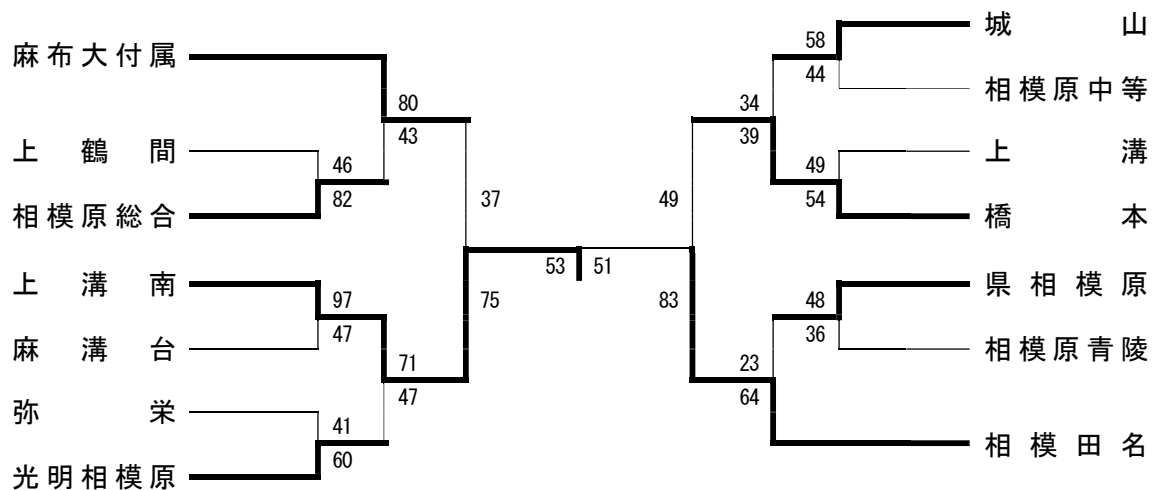 麻布大付属
上鶴間
相模原総合
上溝南
麻溝台
弥栄
光明相模原
80
43
46
82
97
47
71
47
41
60
37
75
53 51
49
83
34
39
58
44
49
54
48
36
23
64
城山
相模原中等
上溝
橋本
県相模原
相模原青陵
相模田名